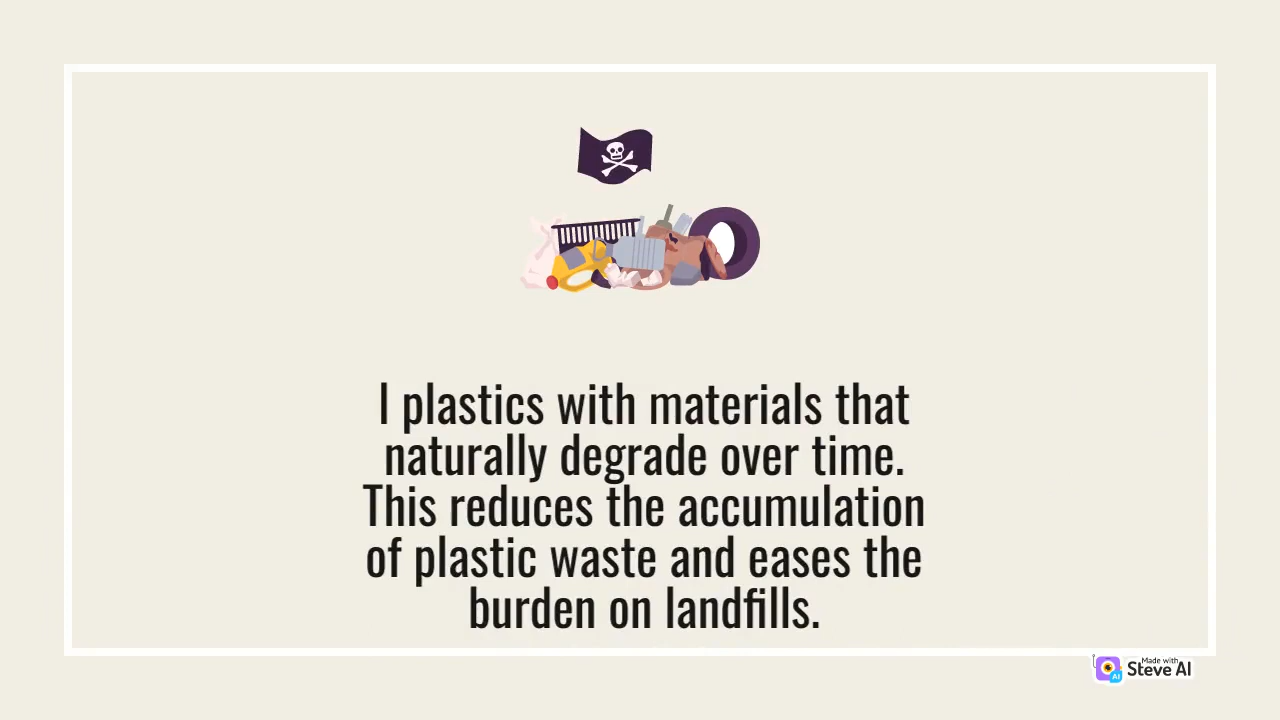 I plastics with materials that
naturally degrade over time.
This reduces the accumulation
of plastic waste and eases the
burden on landfills.
Made with
Steve AI
AI